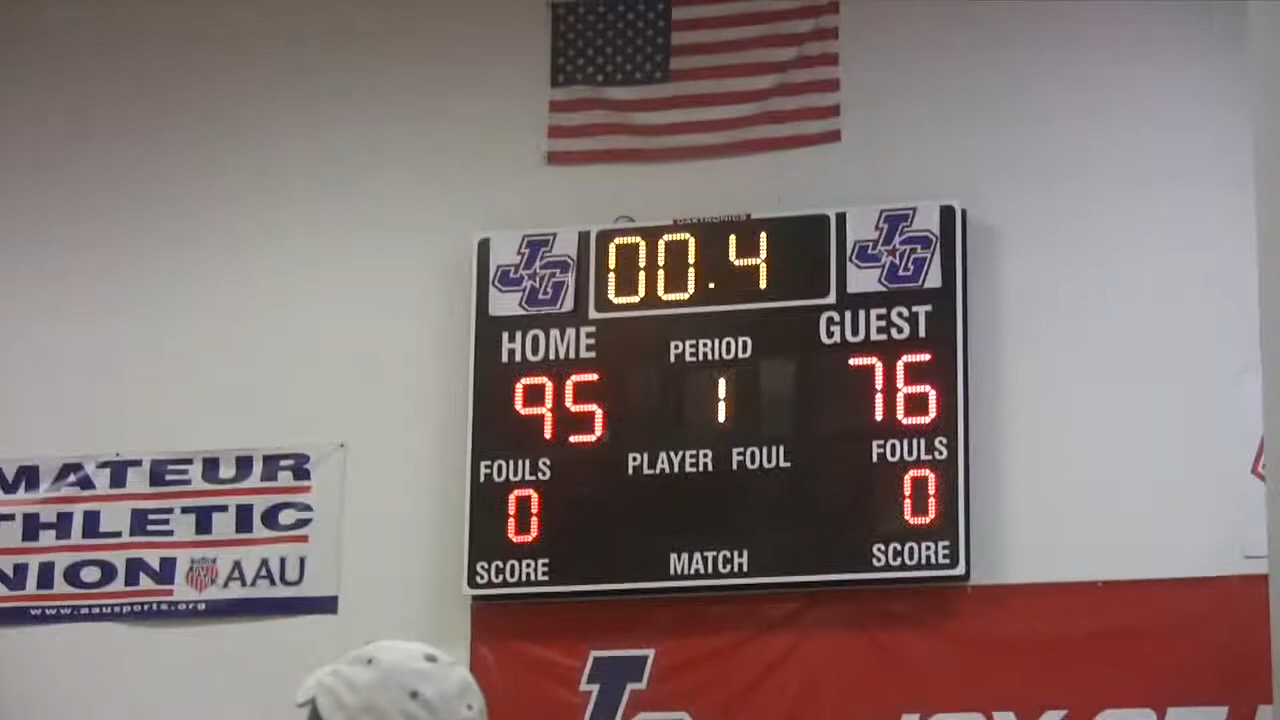 DAKTRONICS
JG
00.4
JG
HOME
PERIOD
GUEST
95
1
76
FOULS
PLAYER FOUL
FOULS
0
0
SCORE
MATCH
SCORE
MATEUR
THLETIC
NION AAU
www.aausports.org